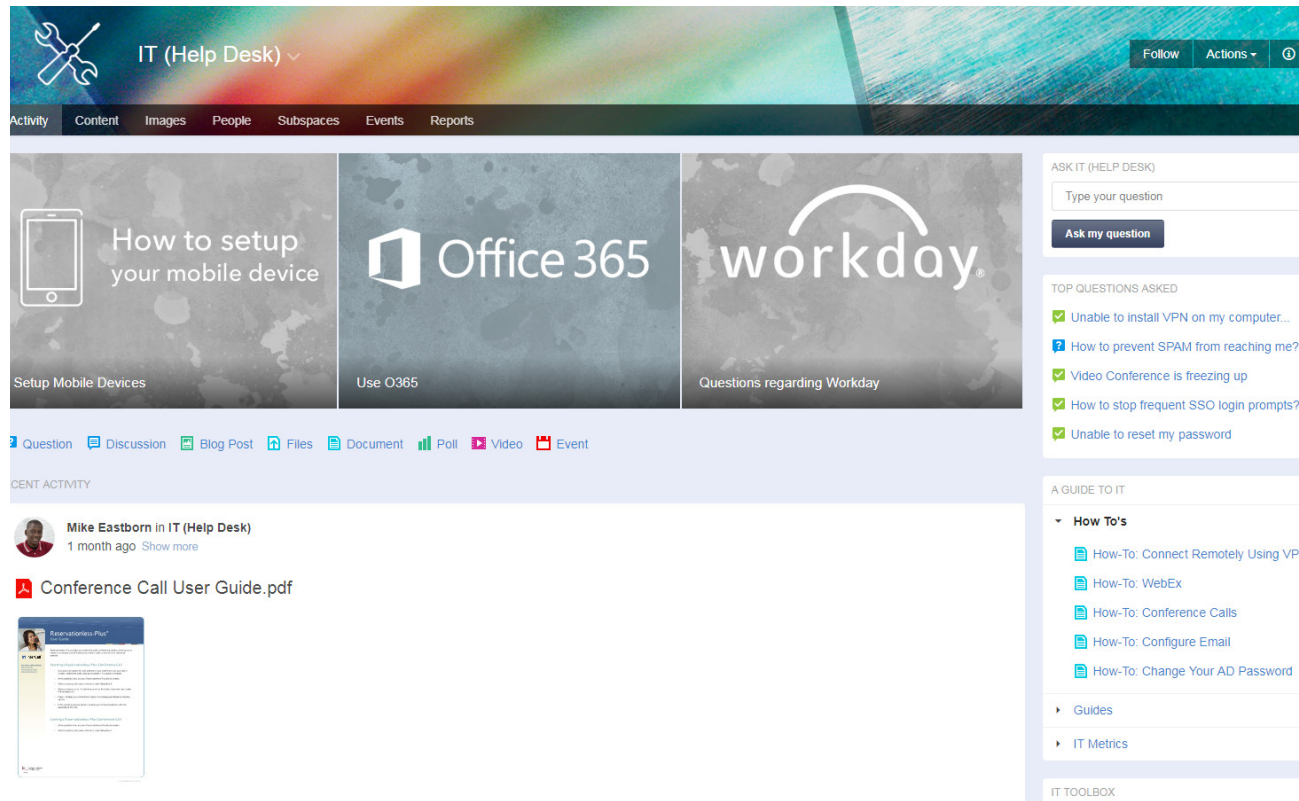 IT (Help Desk)
Follow
Actions
Activity
Content
Images
People
Subspaces
Events
Reports
How to setup
your mobile device
Setup Mobile Devices
Office 365
Use O365
workday®
Questions regarding Workday
Question
Discussion
Blog Post
Files
Document
Poll
Video
Event
CENT ACTIVITY
Mike Eastborn in IT (Help Desk)
1 month ago Show more
Conference Call User Guide.pdf
Reservationless-Plus®
User Guide
ASK IT (HELP DESK)
Type your question
Ask my question
TOP QUESTIONS ASKED
Unable to install VPN on my computer...
How to prevent SPAM from reaching me?
Video Conference is freezing up
How to stop frequent SSO login prompts?
Unable to reset my password
A GUIDE TO IT
How To's
How-To: Connect Remotely Using VP
How-To: WebEx
How-To: Conference Calls
How-To: Configure Email
How-To: Change Your AD Password
Guides
IT Metrics
IT TOOLBOX